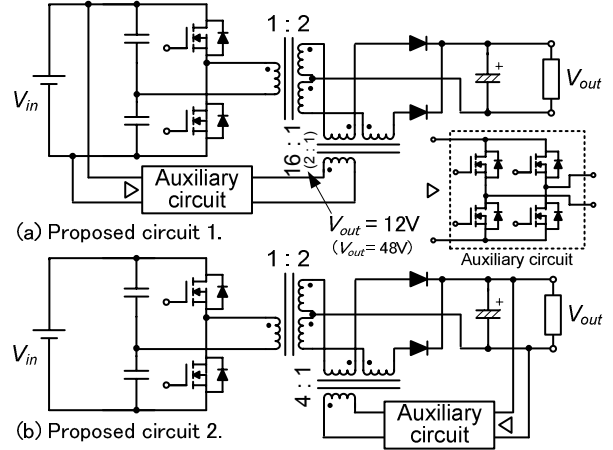 1 : 2
V_in
V_out
16 : 1
(2 : 1)
Auxiliary
circuit
V_out = 12V
(V_out = 48V)
Auxiliary circuit
(a) Proposed circuit 1.
1 : 2
V_in
V_out
4 : 1
Auxiliary
circuit
(b) Proposed circuit 2.